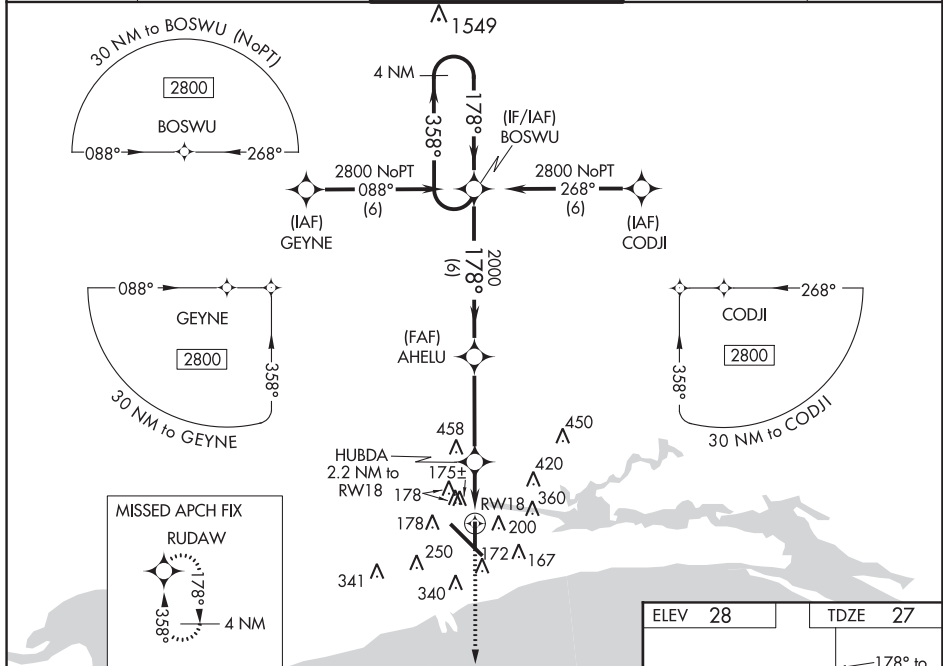 1549
30 NM to BOSWU (NoPT)
2800
BOSWU
088°
268°
4 NM
358°
178°
(IF/IAF)
BOSWU
2800 NoPT
088°
(6)
2800 NoPT
268°
(6)
(IAF)
GEYNE
(IAF)
CODJI
2000
178°
(6)
088°
GEYNE
2800
358°
30 NM to GEYNE
268°
CODJI
2800
358°
30 NM to CODJI
(FAF)
AHELU
458
450
HUBDA
2.2 NM to
RW18
175±
420
178
RW18
360
178
200
250
172
167
341
340
MISSED APCH FIX
RUDAW
178°
358°
4 NM
ELEV 28
TDZE 27
178° to